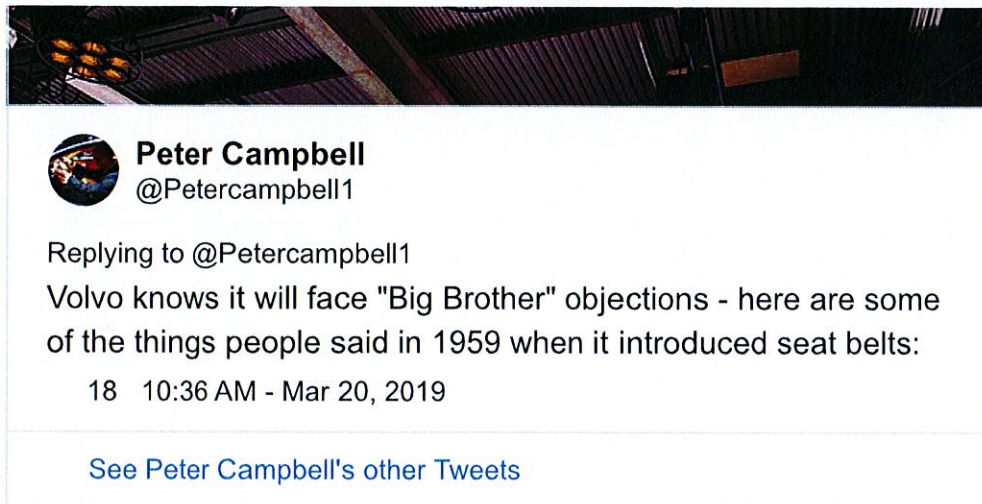 Peter Campbell
@Petercampbell1
Replying to @Petercampbell1
Volvo knows it will face "Big Brother" objections - here are some
of the things people said in 1959 when it introduced seat belts:
18 10:36 AM - Mar 20, 2019
See Peter Campbell's other Tweets